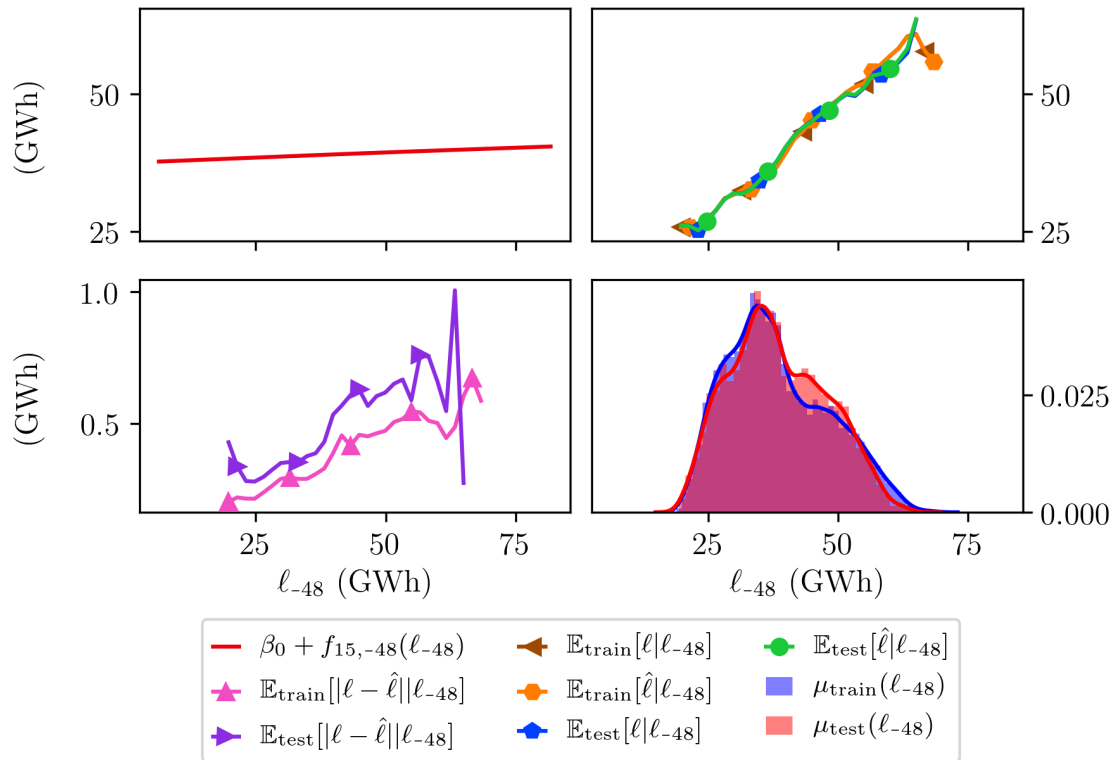 (GWh)
50
25
50
25
(GWh)
1.0
0.5
0.025
0.000
25 50 75
25 50 75
ℓ₋₄₈ (GWh)
ℓ₋₄₈ (GWh)
β₀ + f₁₅,₋₄₈(ℓ₋₄₈)
𝔼train[|ℓ − ℓ̂||ℓ₋₄₈]
𝔼test[|ℓ − ℓ̂||ℓ₋₄₈]
𝔼train[ℓ|ℓ₋₄₈]
𝔼train[ℓ̂|ℓ₋₄₈]
𝔼test[ℓ|ℓ₋₄₈]
𝔼test[ℓ̂|ℓ₋₄₈]
μtrain(ℓ₋₄₈)
μtest(ℓ₋₄₈)